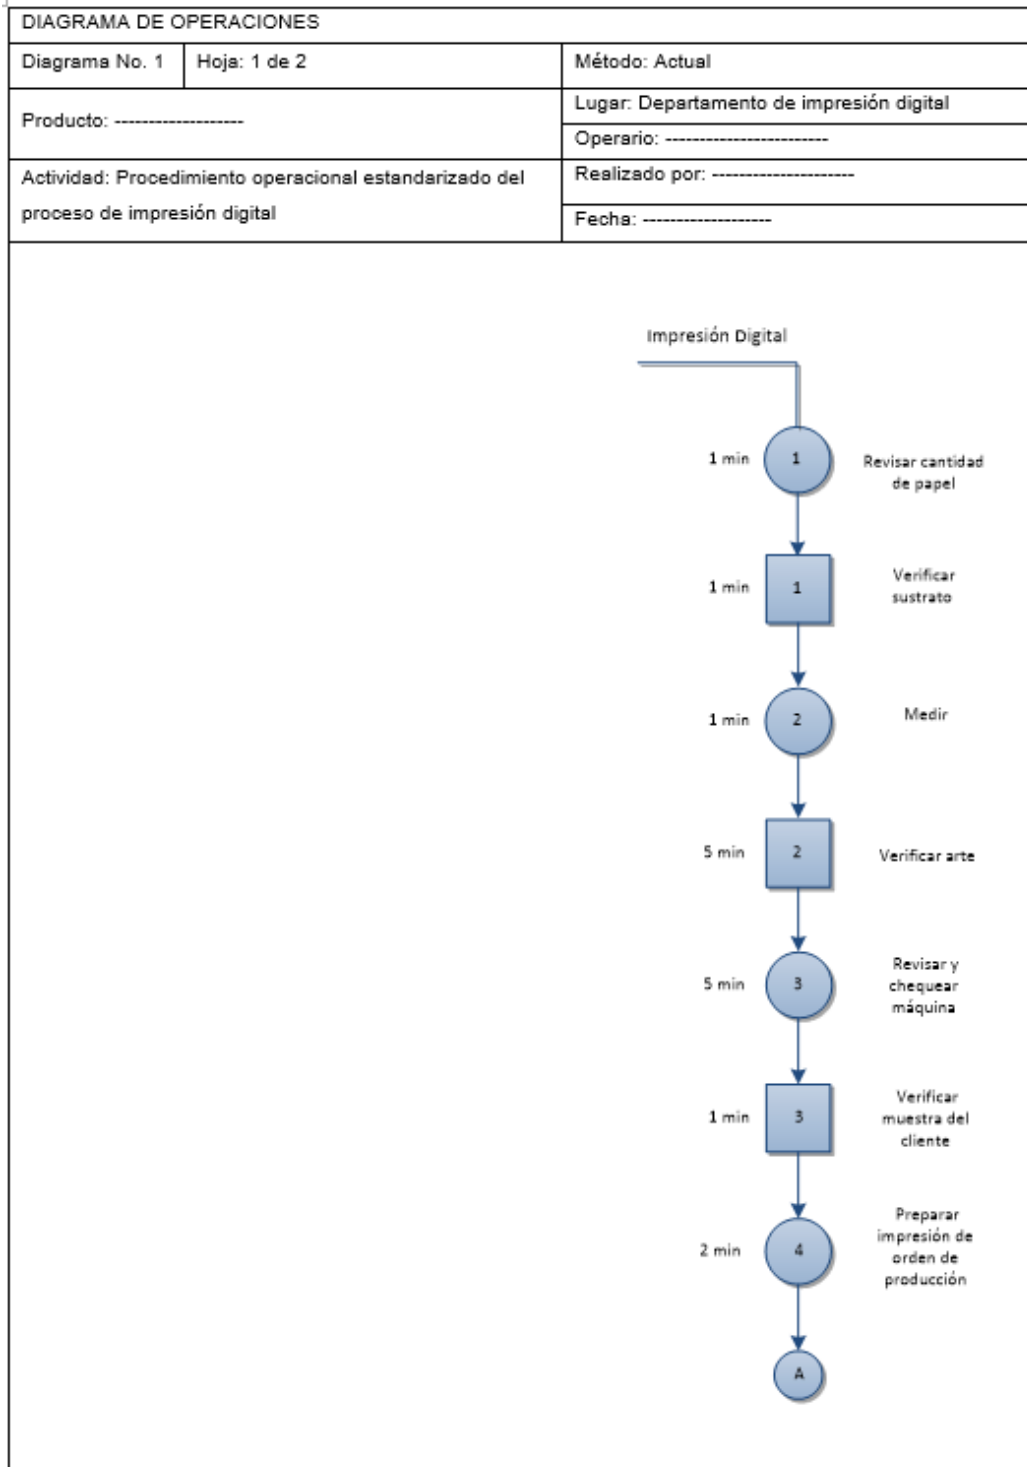 DIAGRAMA DE OPERACIONES
Diagrama No. 1
Hoja: 1 de 2
Método: Actual
Producto: -------------------
Lugar: Departamento de impresión digital
Operario: ------------------------
Actividad: Procedimiento operacional estandarizado del
proceso de impresión digital
Realizado por: ---------------------
Fecha: -------------------
Impresión Digital
1 min
1
Revisar cantidad
de papel
1 min
1
Verificar
sustrato
1 min
2
Medir
5 min
2
Verificar arte
5 min
3
Revisar y
chequear
máquina
1 min
3
Verificar
muestra del
cliente
2 min
4
Preparar
impresión de
orden de
producción
A